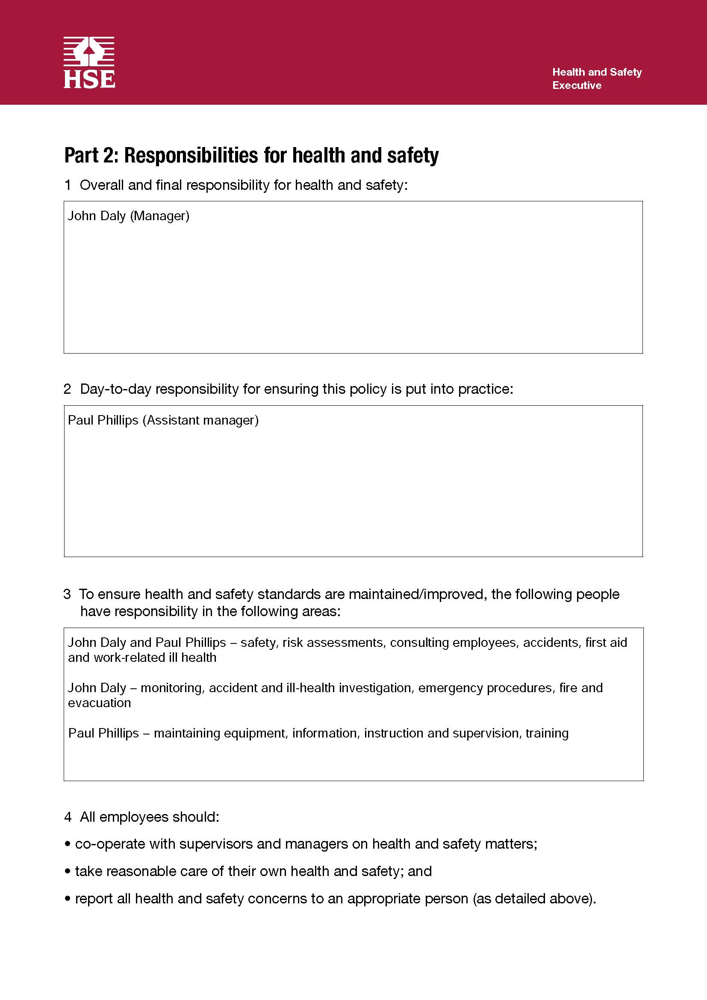 HSE
Health and Safety
Executive
Part 2: Responsibilities for health and safety
1 Overall and final responsibility for health and safety:
John Daly (Manager)
2 Day-to-day responsibility for ensuring this policy is put into practice:
Paul Phillips (Assistant manager)
3 To ensure health and safety standards are maintained/improved, the following people
have responsibility in the following areas:
John Daly and Paul Phillips – safety, risk assessments, consulting employees, accidents, first aid
and work-related ill health
John Daly – monitoring, accident and ill-health investigation, emergency procedures, fire and
evacuation
Paul Phillips – maintaining equipment, information, instruction and supervision, training
4 All employees should:
• co-operate with supervisors and managers on health and safety matters;
• take reasonable care of their own health and safety; and
• report all health and safety concerns to an appropriate person (as detailed above).